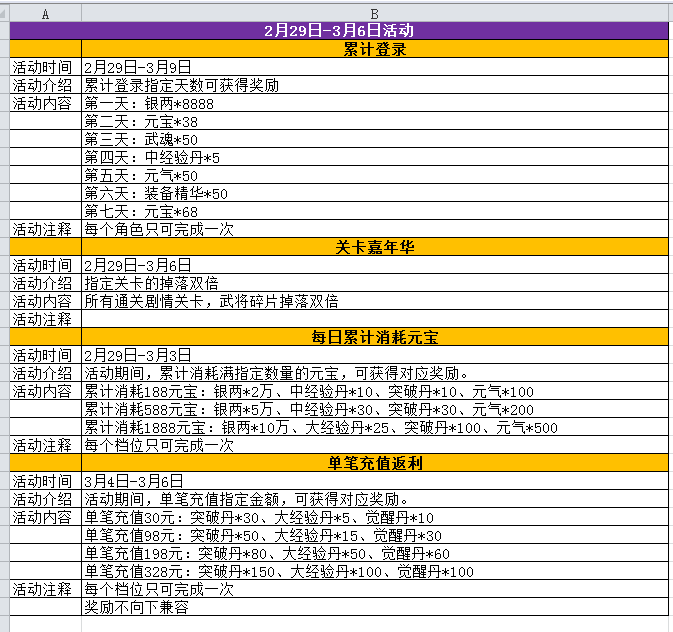 A B
2月29日-3月6日活动
累计登录
活动时间 2月29日-3月9日
活动介绍 累计登录指定天数可获得奖励
活动内容 第一天：银两*8888
第二天：元宝*38
第三天：武魂*50
第四天：中经验丹*5
第五天：元气*50
第六天：装备精华*50
第七天：元宝*68
活动注释 每个角色只可完成一次
关卡嘉年华
活动时间 2月29日-3月6日
活动介绍 指定关卡的掉落双倍
活动内容 所有通关剧情关卡，武将碎片掉落双倍
活动注释
每日累计消耗元宝
活动时间 2月29日-3月3日
活动介绍 活动期间，累计消耗满指定数量的元宝，可获得对应奖励。
活动内容 累计消耗188元宝：银两*2万、中经验丹*10、突破丹*10、元气*100
累计消耗588元宝：银两*5万、中经验丹*30、突破丹*30、元气*200
累计消耗1888元宝：银两*10万、大经验丹*25、突破丹*100、元气*500
活动注释 每个档位只可完成一次
单笔充值返利
活动时间 3月4日-3月6日
活动介绍 活动期间，单笔充值指定金额，可获得对应奖励。
活动内容 单笔充值30元：突破丹*30、大经验丹*5、觉醒丹*10
单笔充值98元：突破丹*50、大经验丹*15、觉醒丹*30
单笔充值198元：突破丹*80、大经验丹*50、觉醒丹*60
单笔充值328元：突破丹*150、大经验丹*100、觉醒丹*100
活动注释 每个档位只可完成一次
奖励不向下兼容